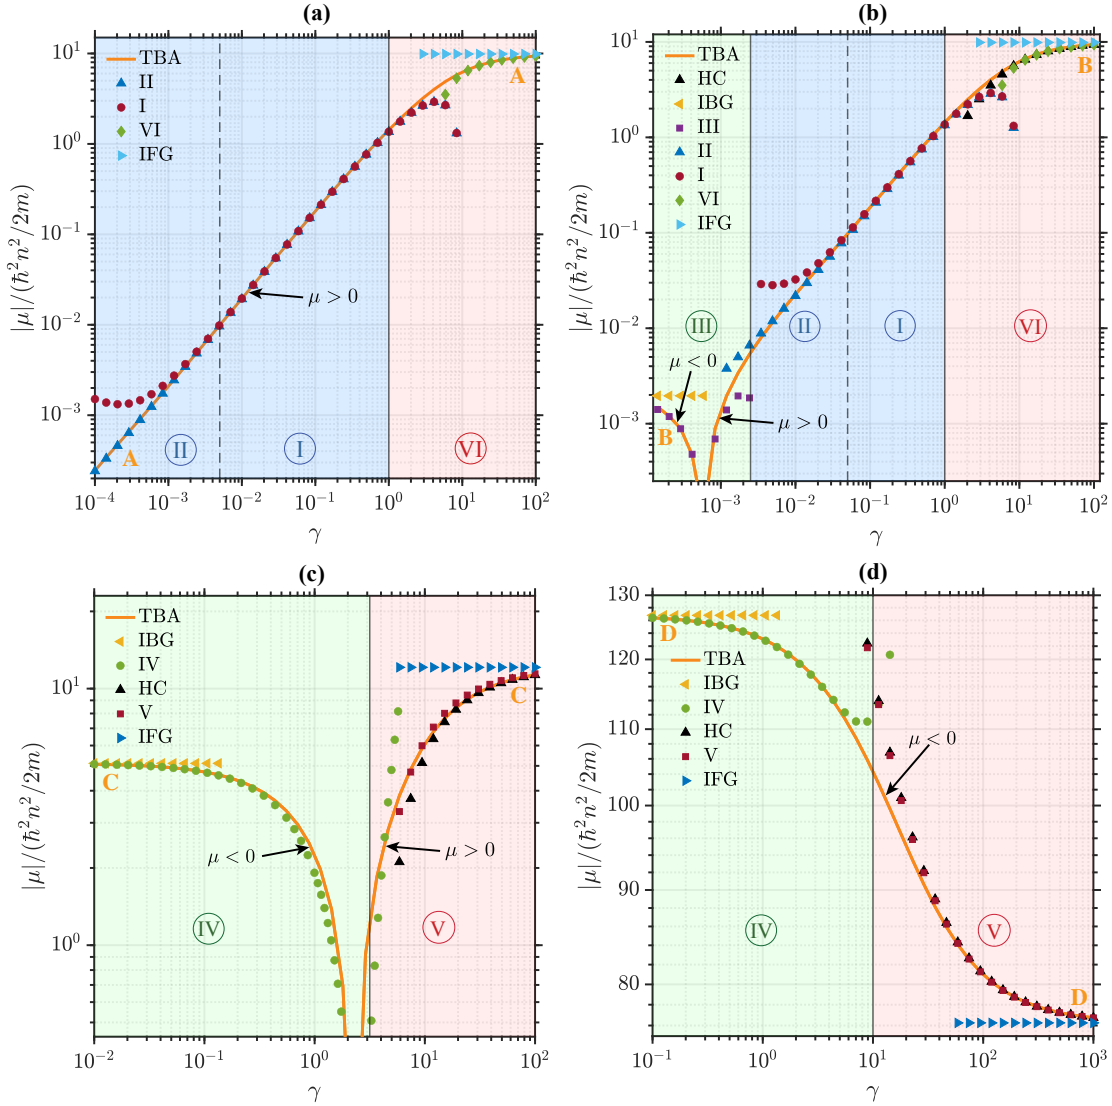 (a)
TBA
II
I
VI
IFG
A
μ > 0
A
II
I
VI
10¹
10⁰
10⁻¹
10⁻²
10⁻³
|μ|/(ℏ²n²/2m)
10⁻⁴ 10⁻³ 10⁻² 10⁻¹ 10⁰ 10¹ 10²
γ
(b)
TBA
HC
IBG
III
II
I
VI
IFG
B
III
II
I
VI
μ < 0
μ > 0
B
10¹
10⁰
10⁻¹
10⁻²
10⁻³
|μ|/(ℏ²n²/2m)
10⁻³ 10⁻² 10⁻¹ 10⁰ 10¹ 10²
γ
(c)
TBA
IBG
IV
HC
V
IFG
C
C
μ < 0
μ > 0
IV
V
10¹
10⁰
|μ|/(ℏ²n²/2m)
10⁻² 10⁻¹ 10⁰ 10¹ 10²
γ
(d)
D
TBA
IBG
IV
HC
V
IFG
μ < 0
IV
V
D
130
120
110
100
90
80
|μ|/(ℏ²n²/2m)
10⁻¹ 10⁰ 10¹ 10² 10³
γ